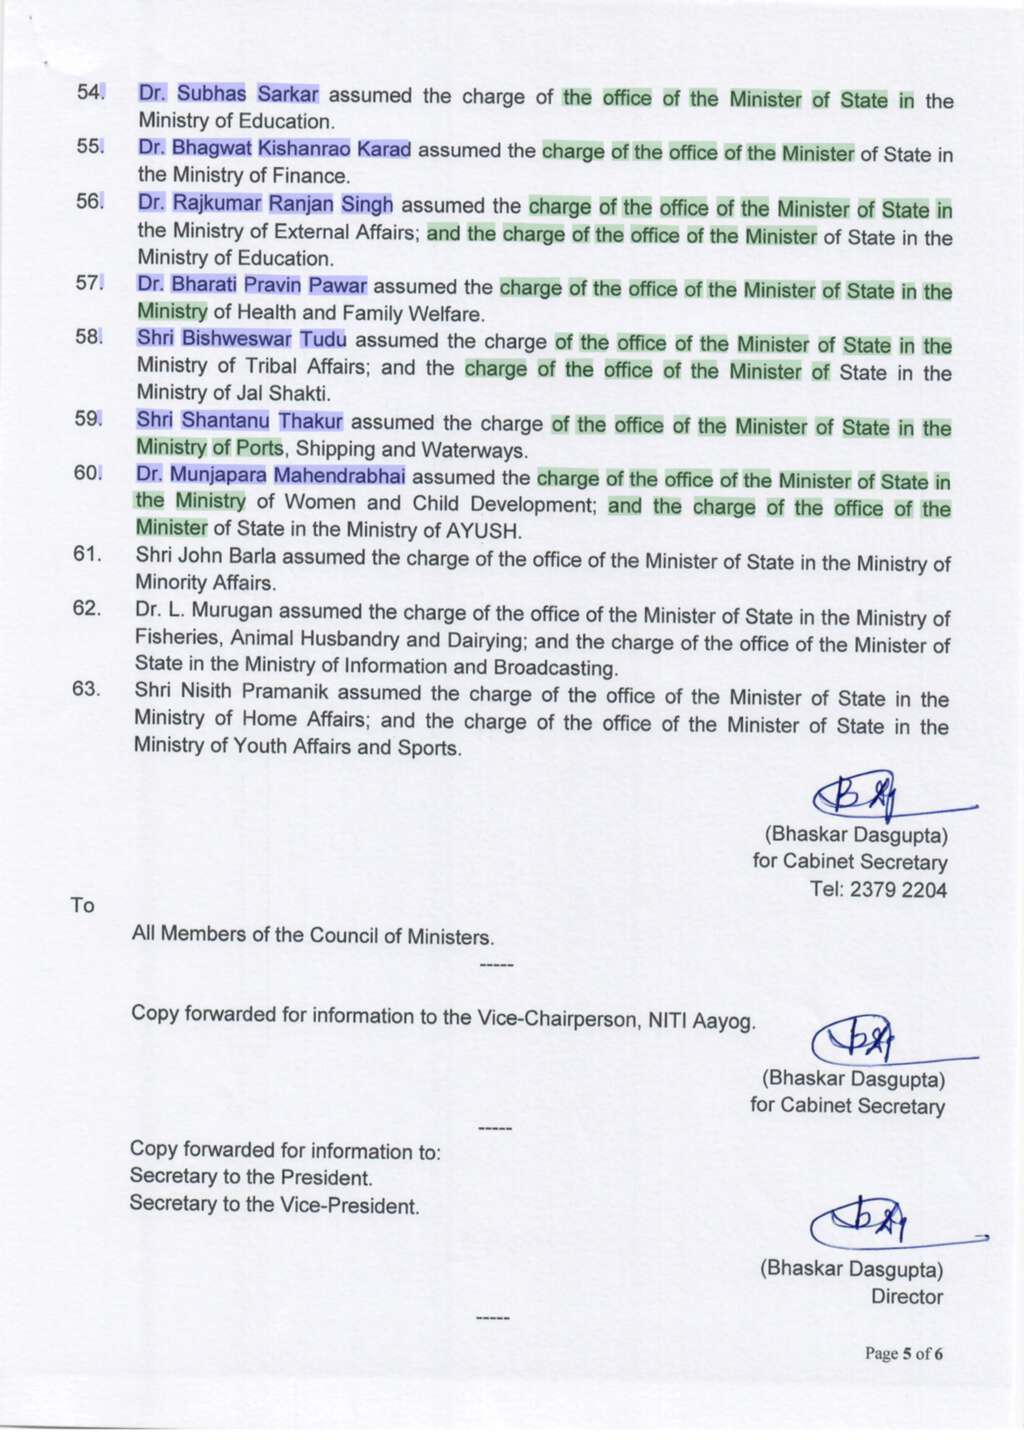 54. Dr. Subhas Sarkar assumed the charge of the office of the Minister of State in the
Ministry of Education.
55. Dr. Bhagwat Kishanrao Karad assumed the charge of the office of the Minister of State in
the Ministry of Finance.
56. Dr. Rajkumar Ranjan Singh assumed the charge of the office of the Minister of State in
the Ministry of External Affairs; and the charge of the office of the Minister of State in the
Ministry of Education.
57. Dr. Bharati Pravin Pawar assumed the charge of the office of the Minister of State in the
Ministry of Health and Family Welfare.
58. Shri Bishweswar Tudu assumed the charge of the office of the Minister of State in the
Ministry of Tribal Affairs; and the charge of the office of the Minister of State in the
Ministry of Jal Shakti.
59. Shri Shantanu Thakur assumed the charge of the office of the Minister of State in the
Ministry of Ports, Shipping and Waterways.
60. Dr. Munjapara Mahendrabhai assumed the charge of the office of the Minister of State in
the Ministry of Women and Child Development; and the charge of the office of the
Minister of State in the Ministry of AYUSH.
61. Shri John Barla assumed the charge of the office of the Minister of State in the Ministry of
Minority Affairs.
62. Dr. L. Murugan assumed the charge of the office of the Minister of State in the Ministry of
Fisheries, Animal Husbandry and Dairying; and the charge of the office of the Minister of
State in the Ministry of Information and Broadcasting.
63. Shri Nisith Pramanik assumed the charge of the office of the Minister of State in the
Ministry of Home Affairs; and the charge of the office of the Minister of State in the
Ministry of Youth Affairs and Sports.
(Bhaskar Dasgupta)
for Cabinet Secretary
Tel: 2379 2204
To
All Members of the Council of Ministers.
-----
Copy forwarded for information to the Vice-Chairperson, NITI Aayog.
(Bhaskar Dasgupta)
for Cabinet Secretary
-----
Copy forwarded for information to:
Secretary to the President.
Secretary to the Vice-President.
(Bhaskar Dasgupta)
Director
-----
Page 5 of 6